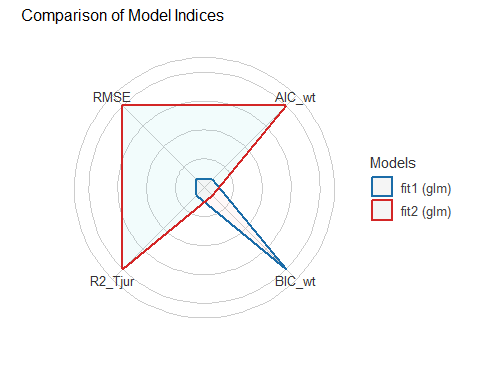 Comparison of Model Indices
RMSE
AIC_wt
Models
fit1 (glm)
fit2 (glm)
R2_Tjur
BIC_wt